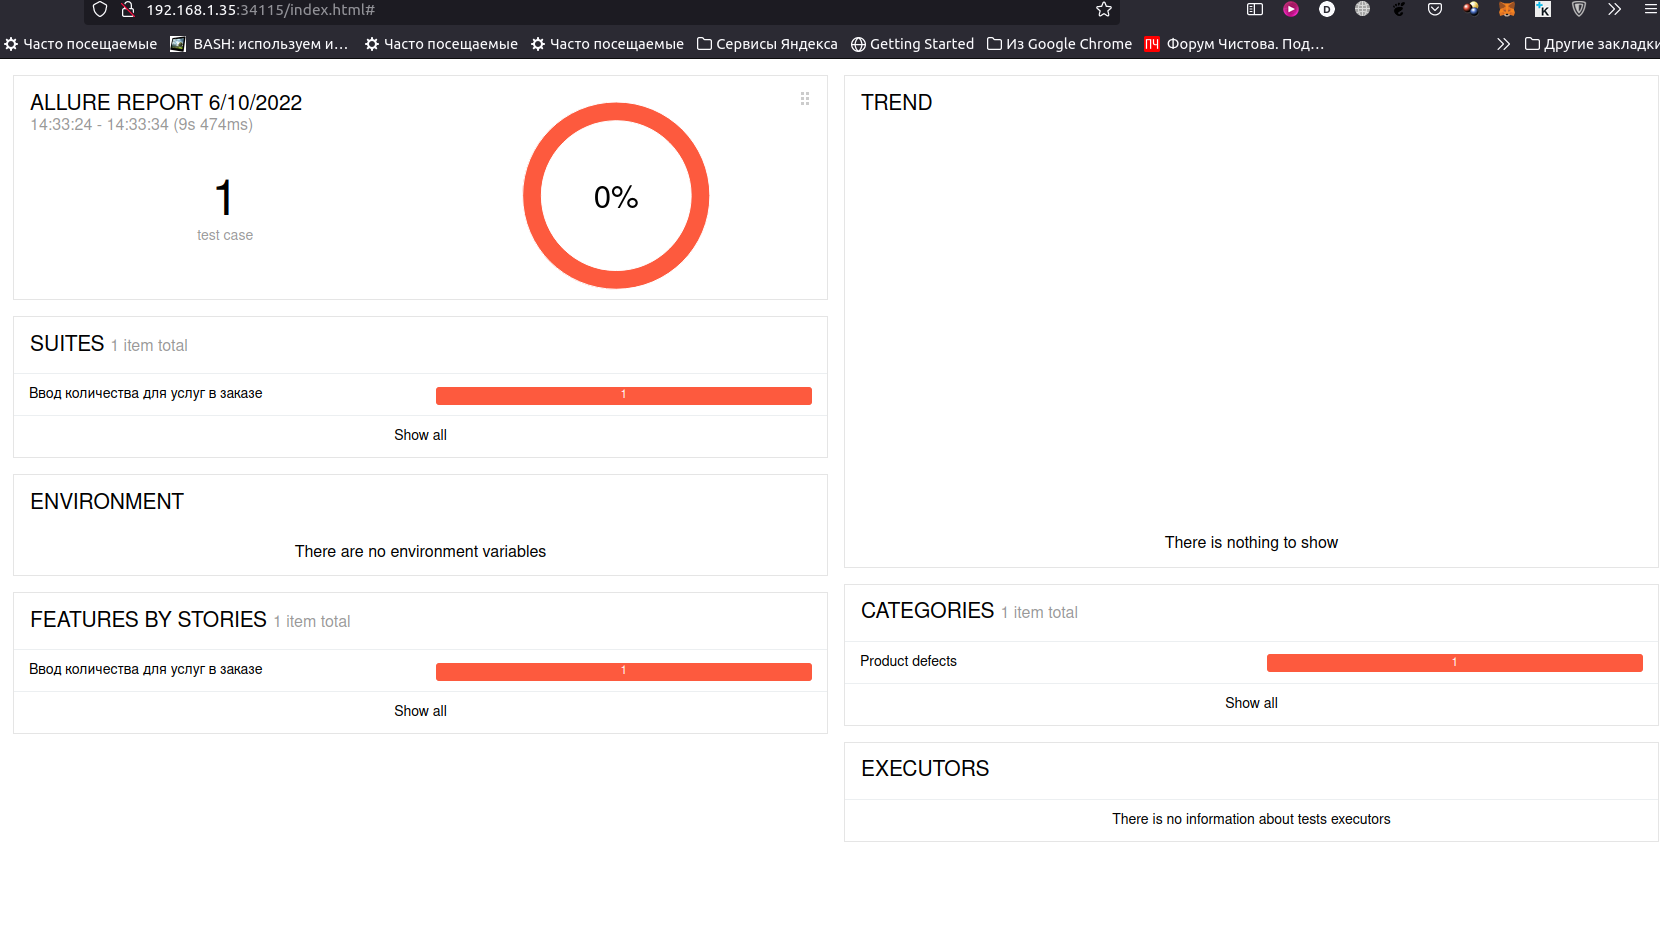 192.168.1.35:34115/index.html#
Часто посещаемые BASH: используем и... Часто посещаемые Часто посещаемые Сервисы Яндекса Getting Started Из Google Chrome ПЧ Форум Чистова. Под... Другие закладки
ALLURE REPORT 6/10/2022
14:33:24 - 14:33:34 (9s 474ms)
1
test case
0%
SUITES 1 item total
Ввод количества для услуг в заказе 1
Show all
ENVIRONMENT
There are no environment variables
FEATURES BY STORIES 1 item total
Ввод количества для услуг в заказе 1
Show all
TREND
There is nothing to show
CATEGORIES 1 item total
Product defects 1
Show all
EXECUTORS
There is no information about tests executors